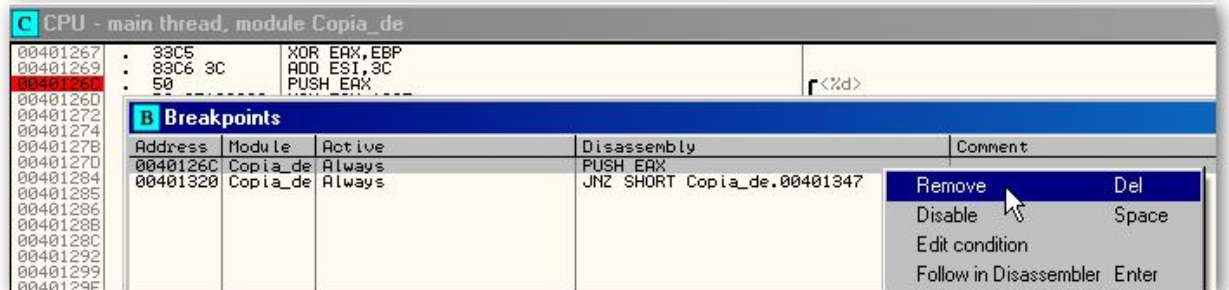 C CPU - main thread, module Copia_de
00401267 . 33C5 XOR EAX,EBP
00401269 . 83C6 3C ADD ESI,3C
0040126C . 50 PUSH EAX <%d>
0040126D
00401272
00401274
0040127B
0040127D
00401284
00401285
00401286
0040128B
0040128C
00401292
00401299
0040129E
B Breakpoints
Address Module Active Disassembly Comment
0040126C Copia_de Always PUSH EAX
00401320 Copia_de Always JNZ SHORT Copia_de.00401347
Remove Del
Disable Space
Edit condition
Follow in Disassembler Enter